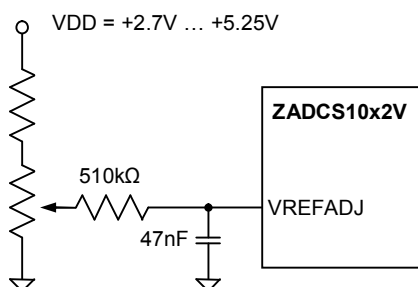 VDD = +2.7V … +5.25V
ZADCS10x2V
510kΩ
VREFADJ
47nF